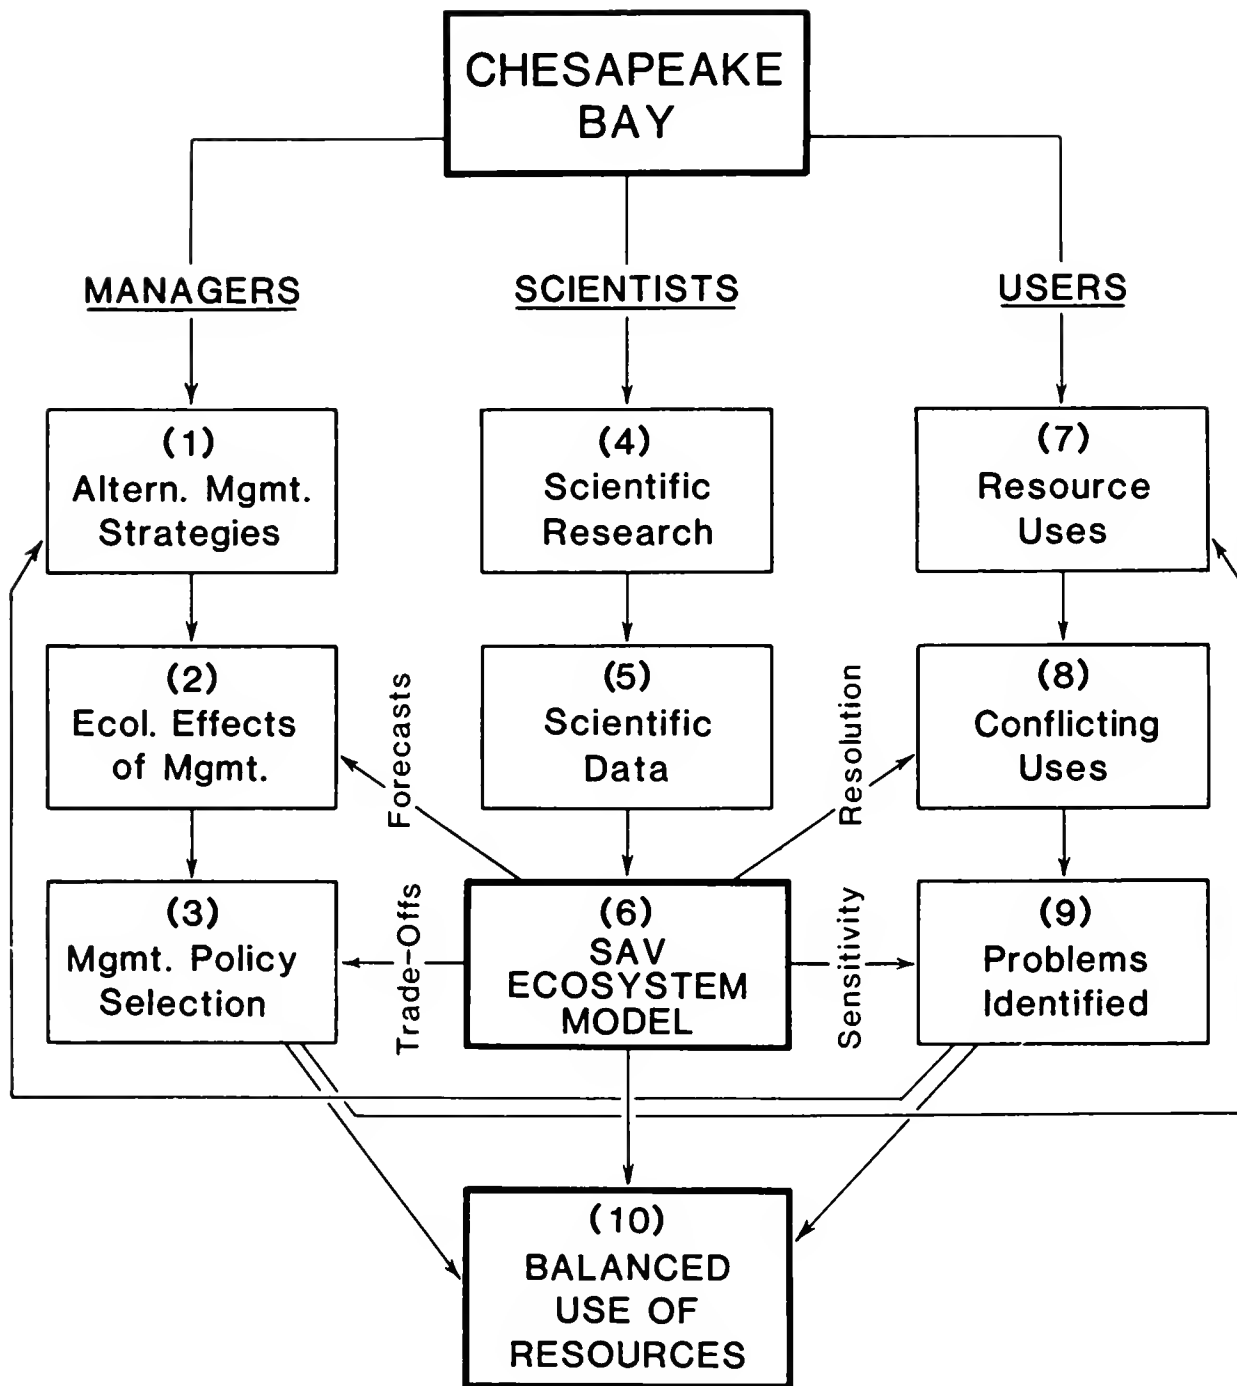 CHESAPEAKE
BAY
MANAGERS
SCIENTISTS
USERS
(1)
Altern. Mgmt.
Strategies
(4)
Scientific
Research
(7)
Resource
Uses
(2)
Ecol. Effects
of Mgmt.
Forecasts
(5)
Scientific
Data
Resolution
(8)
Conflicting
Uses
(3)
Mgmt. Policy
Selection
Trade-Offs
(6)
SAV
ECOSYSTEM
MODEL
Sensitivity
(9)
Problems
Identified
(10)
BALANCED
USE OF
RESOURCES